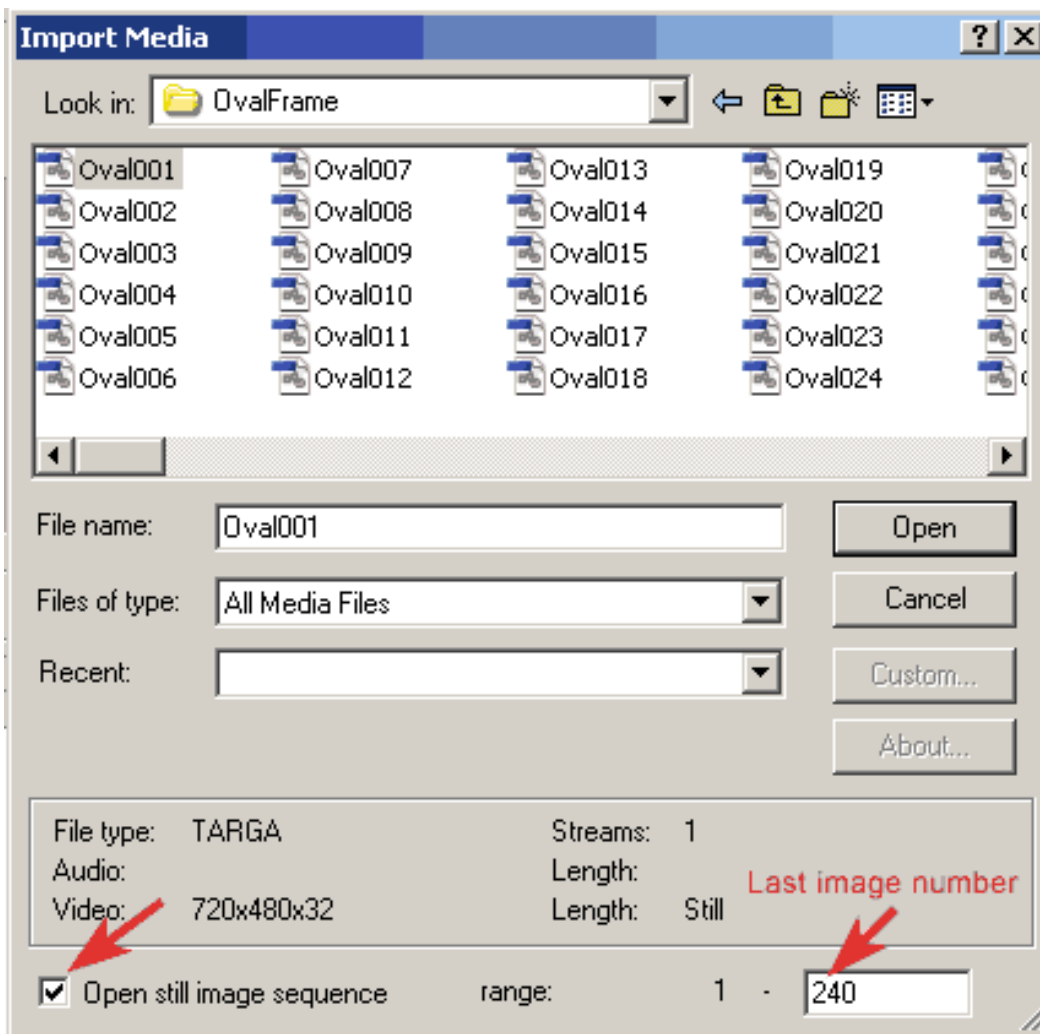 Import Media
Look in: OvalFrame
Oval001 Oval007 Oval013 Oval019
Oval002 Oval008 Oval014 Oval020
Oval003 Oval009 Oval015 Oval021
Oval004 Oval010 Oval016 Oval022
Oval005 Oval011 Oval017 Oval023
Oval006 Oval012 Oval018 Oval024
File name: Oval001 Open
Files of type: All Media Files Cancel
Recent: Custom...
About...
File type: TARGA Streams: 1
Audio: Length:
Last image number
Video: 720x480x32 Length: Still
Open still image sequence range: 1 - 240